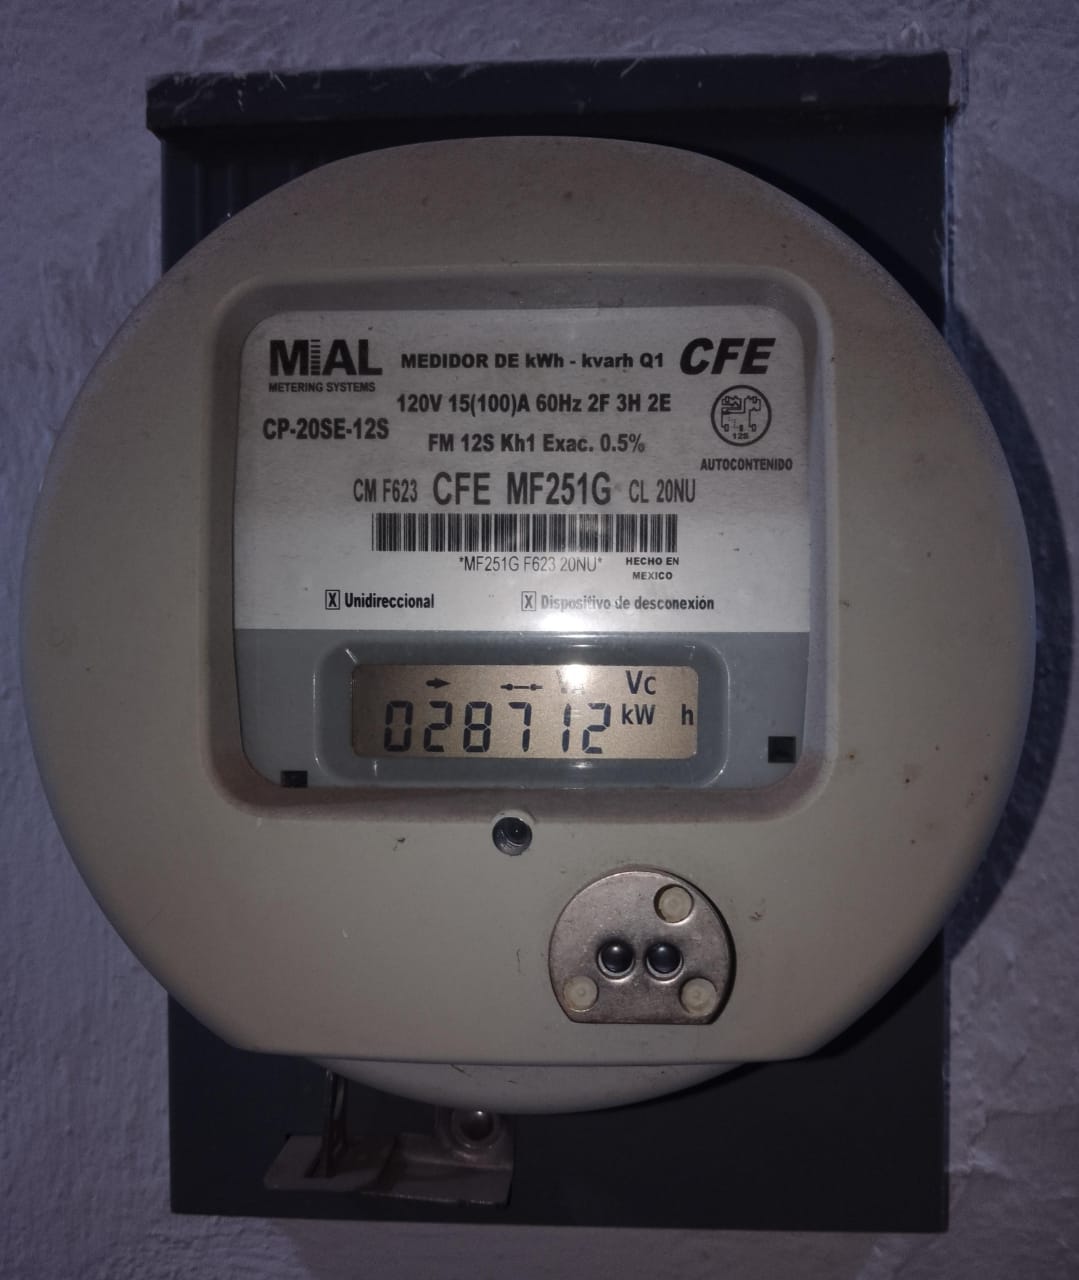 MIAL
METERING SYSTEMS
MEDIDOR DE kWh - kvarh Q1
CFE
120V 15(100)A 60Hz 2F 3H 2E
CP-20SE-12S
FM 12S Kh1 Exac. 0.5%
12S
AUTOCONTENIDO
CM F623 CFE MF251G CL 20NU
*MF251G F623 20NU*
HECHO EN
MEXICO
X Unidireccional
X Dispositivo de desconexión
Vc
028712 kW h